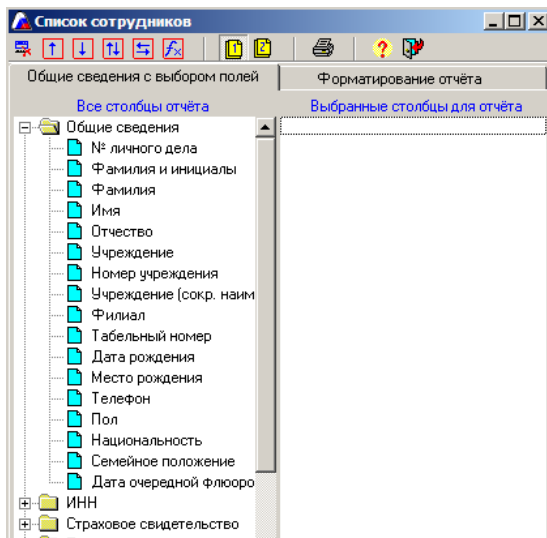 Список сотрудников
Общие сведения с выбором полей
Форматирование отчёта
Все столбцы отчёта
Выбранные столбцы для отчёта
Общие сведения
№ личного дела
Фамилия и инициалы
Фамилия
Имя
Отчество
Учреждение
Номер учреждения
Учреждение (сокр. наим
Филиал
Табельный номер
Дата рождения
Место рождения
Телефон
Пол
Национальность
Семейное положение
Дата очередной флюоро
ИНН
Страховое свидетельство